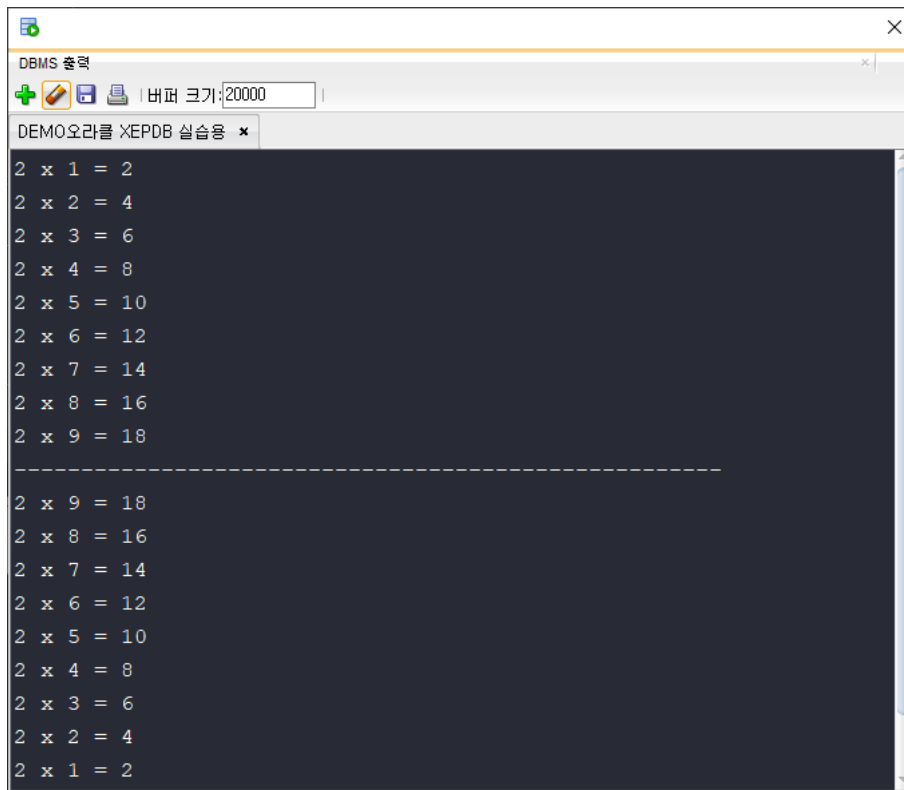 DBMS 출력
버퍼 크기:20000
DEMO오라클 XEPDB 실습용
2 x 1 = 2
2 x 2 = 4
2 x 3 = 6
2 x 4 = 8
2 x 5 = 10
2 x 6 = 12
2 x 7 = 14
2 x 8 = 16
2 x 9 = 18
-----------------------------------------------------
2 x 9 = 18
2 x 8 = 16
2 x 7 = 14
2 x 6 = 12
2 x 5 = 10
2 x 4 = 8
2 x 3 = 6
2 x 2 = 4
2 x 1 = 2